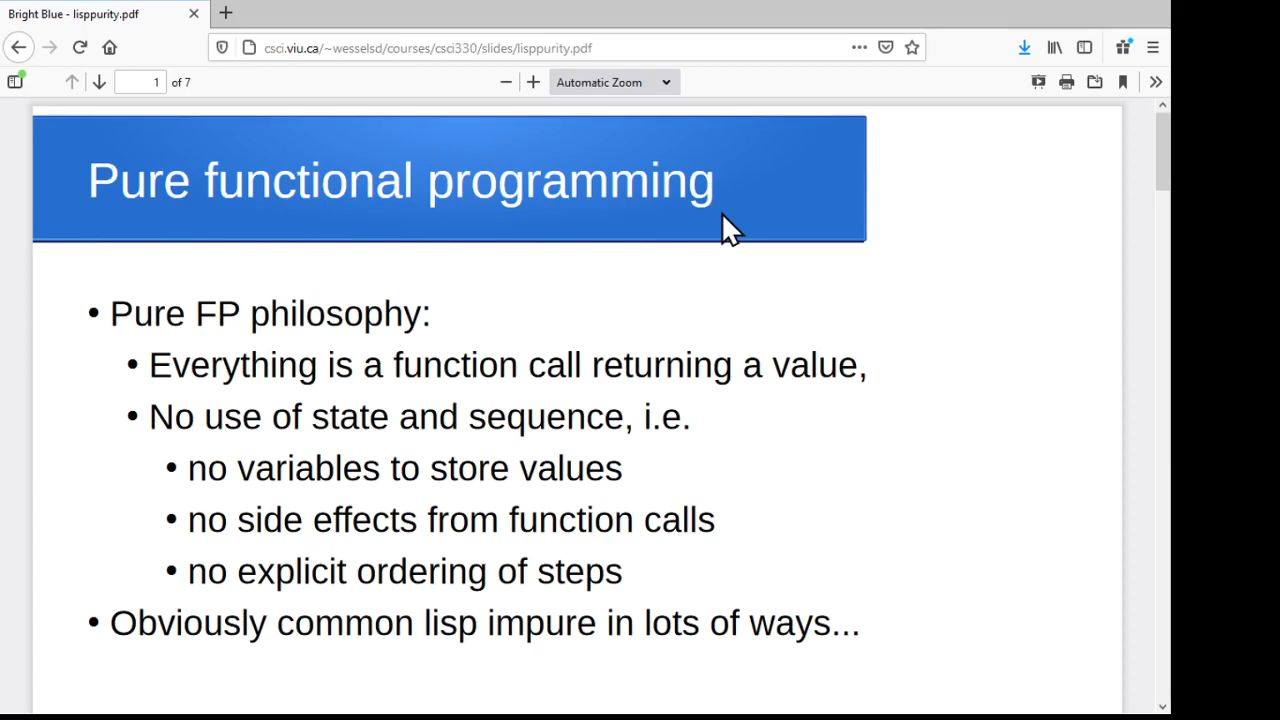 Bright Blue - lisppurity.pdf
csci.viu.ca/~wesselsd/courses/csci330/slides/lisppurity.pdf
1 of 7
Automatic Zoom
Pure functional programming
• Pure FP philosophy:
• Everything is a function call returning a value,
• No use of state and sequence, i.e.
• no variables to store values
• no side effects from function calls
• no explicit ordering of steps
• Obviously common lisp impure in lots of ways...